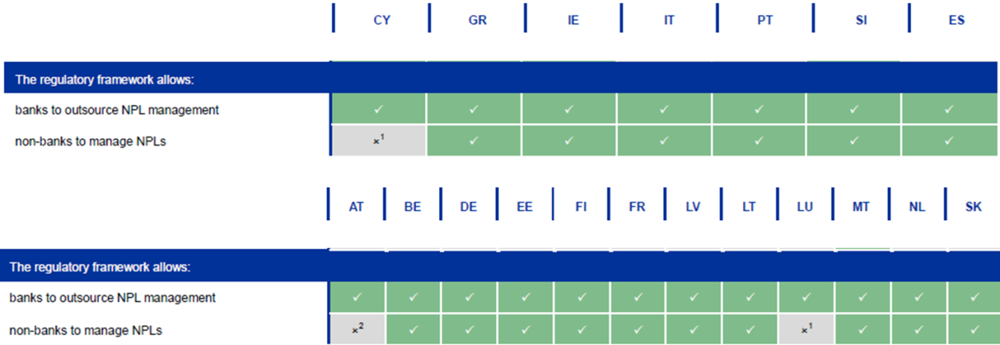 CY GR IE IT PT SI ES
The regulatory framework allows:
banks to outsource NPL management ✓ ✓ ✓ ✓ ✓ ✓ ✓
non-banks to manage NPLs ×1 ✓ ✓ ✓ ✓ ✓ ✓
AT BE DE EE FI FR LV LT LU MT NL SK
The regulatory framework allows:
banks to outsource NPL management ✓ ✓ ✓ ✓ ✓ ✓ ✓ ✓ ✓ ✓ ✓ ✓
non-banks to manage NPLs ×2 ✓ ✓ ✓ ✓ ✓ ✓ ✓ ×1 ✓ ✓ ✓